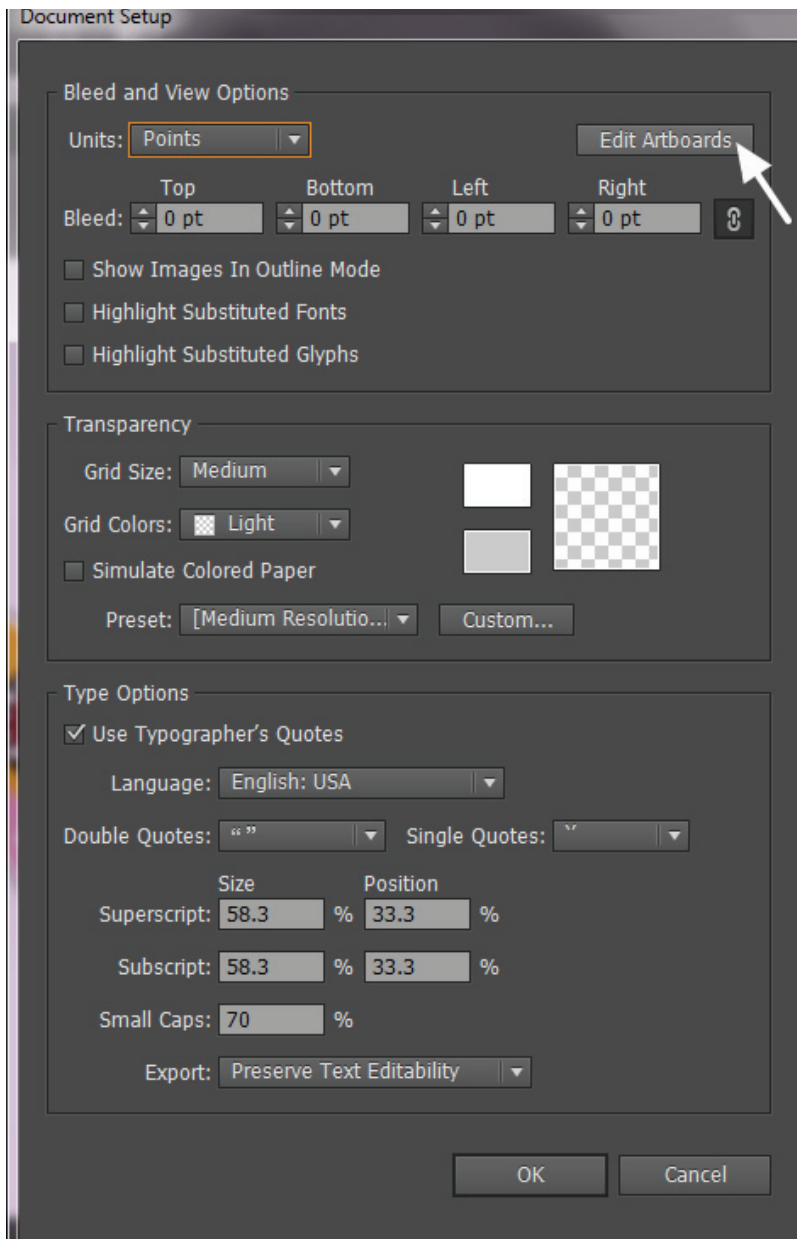 Document Setup
Bleed and View Options
Units: Points Edit Artboards
Top Bottom Left Right
Bleed: 0 pt 0 pt 0 pt 0 pt
Show Images In Outline Mode
Highlight Substituted Fonts
Highlight Substituted Glyphs
Transparency
Grid Size: Medium
Grid Colors: Light
Simulate Colored Paper
Preset: [Medium Resolutio... Custom...
Type Options
Use Typographer's Quotes
Language: English: USA
Double Quotes: “ ” Single Quotes: ‘ ’
Size Position
Superscript: 58.3 % 33.3 %
Subscript: 58.3 % 33.3 %
Small Caps: 70 %
Export: Preserve Text Editability
OK Cancel